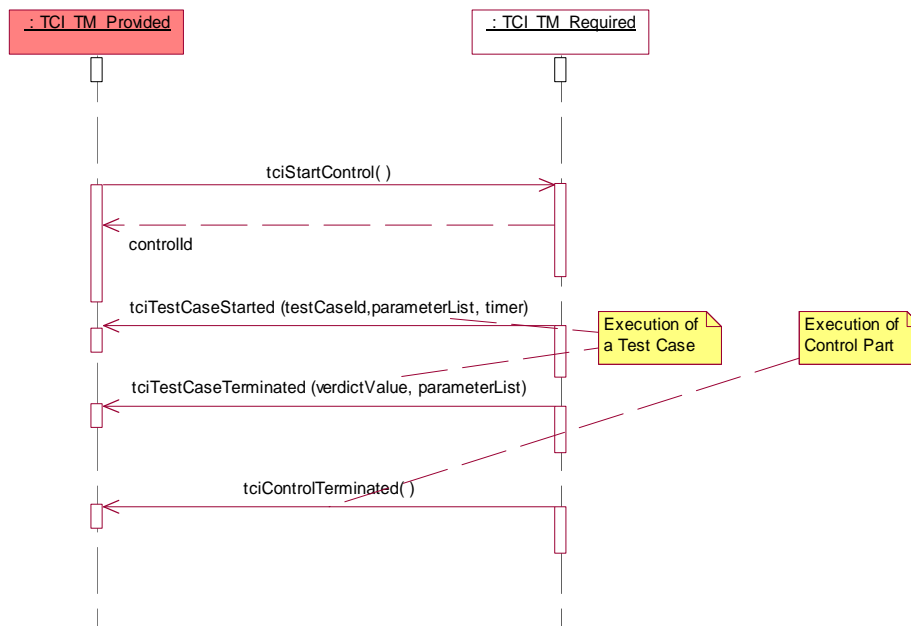 : TCI_TM_Provided
: TCI_TM_Required
tciStartControl( )
controlId
tciTestCaseStarted (testCaseId,parameterList, timer)
Execution of
a Test Case
Execution of
Control Part
tciTestCaseTerminated (verdictValue, parameterList)
tciControlTerminated( )